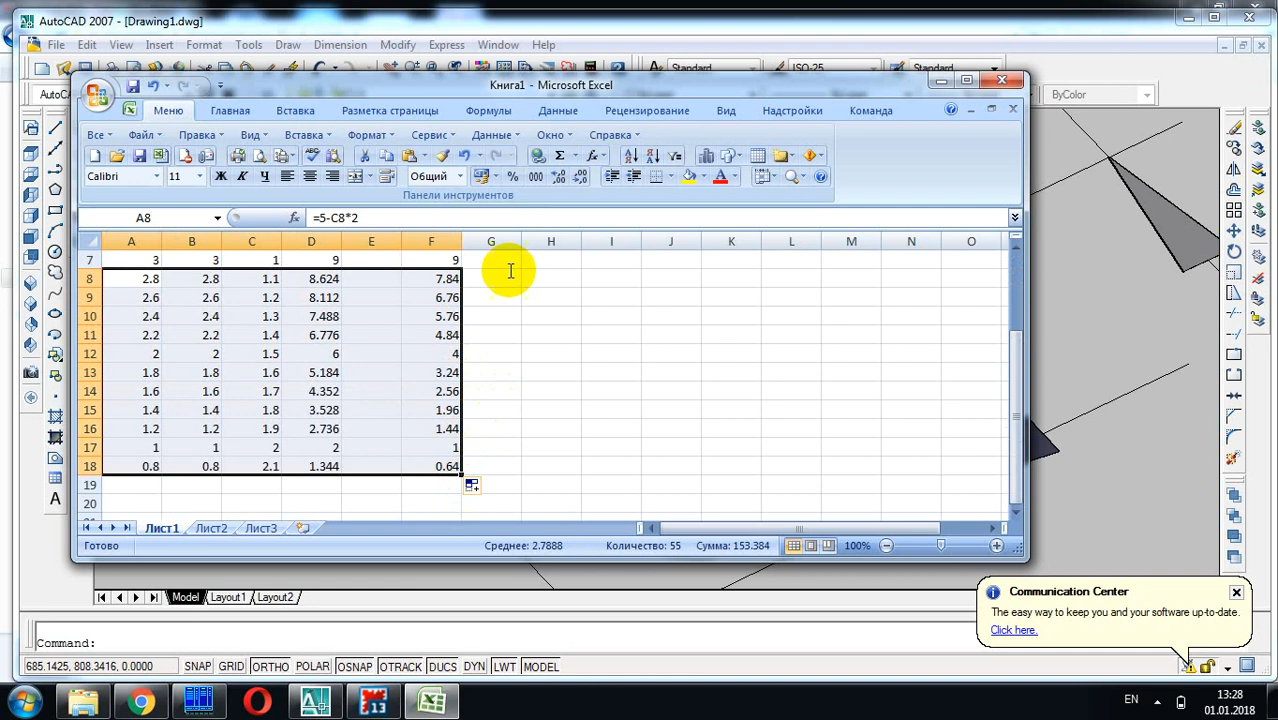 AutoCAD 2007 - [Drawing1.dwg]
File Edit View Insert Format Tools Draw Dimension Modify Express Window Help
Standard ISO-25 Standard
AutoC
ByColor
Книга1 - Microsoft Excel
Меню Главная Вставка Разметка страницы Формулы Данные Рецензирование Вид Надстройки Команда
Все Файл Правка Вид Вставка Формат Сервис Данные Окно Справка
Calibri 11 Ж К Ч Общий % 000
Панели инструментов
A8 fx =5-C8*2
A B C D E F G H I J K L M N O
7 3 3 1 9 9
8 2.8 2.8 1.1 8.624 7.84
9 2.6 2.6 1.2 8.112 6.76
10 2.4 2.4 1.3 7.488 5.76
11 2.2 2.2 1.4 6.776 4.84
12 2 2 1.5 6 4
13 1.8 1.8 1.6 5.184 3.24
14 1.6 1.6 1.7 4.352 2.56
15 1.4 1.4 1.8 3.528 1.96
16 1.2 1.2 1.9 2.736 1.44
17 1 1 2 2 1
18 0.8 0.8 2.1 1.344 0.64
19
20
Лист1 Лист2 Лист3
Готово Среднее: 2.7888 Количество: 55 Сумма: 153.384 100%
Communication Center
The easy way to keep you and your software up-to-date.
Click here.
Model Layout1 Layout2
Command:
685.1425, 808.3416, 0.0000 SNAP GRID ORTHO POLAR OSNAP OTRACK DUCS DYN LWT MODEL
EN 13:28
01.01.2018